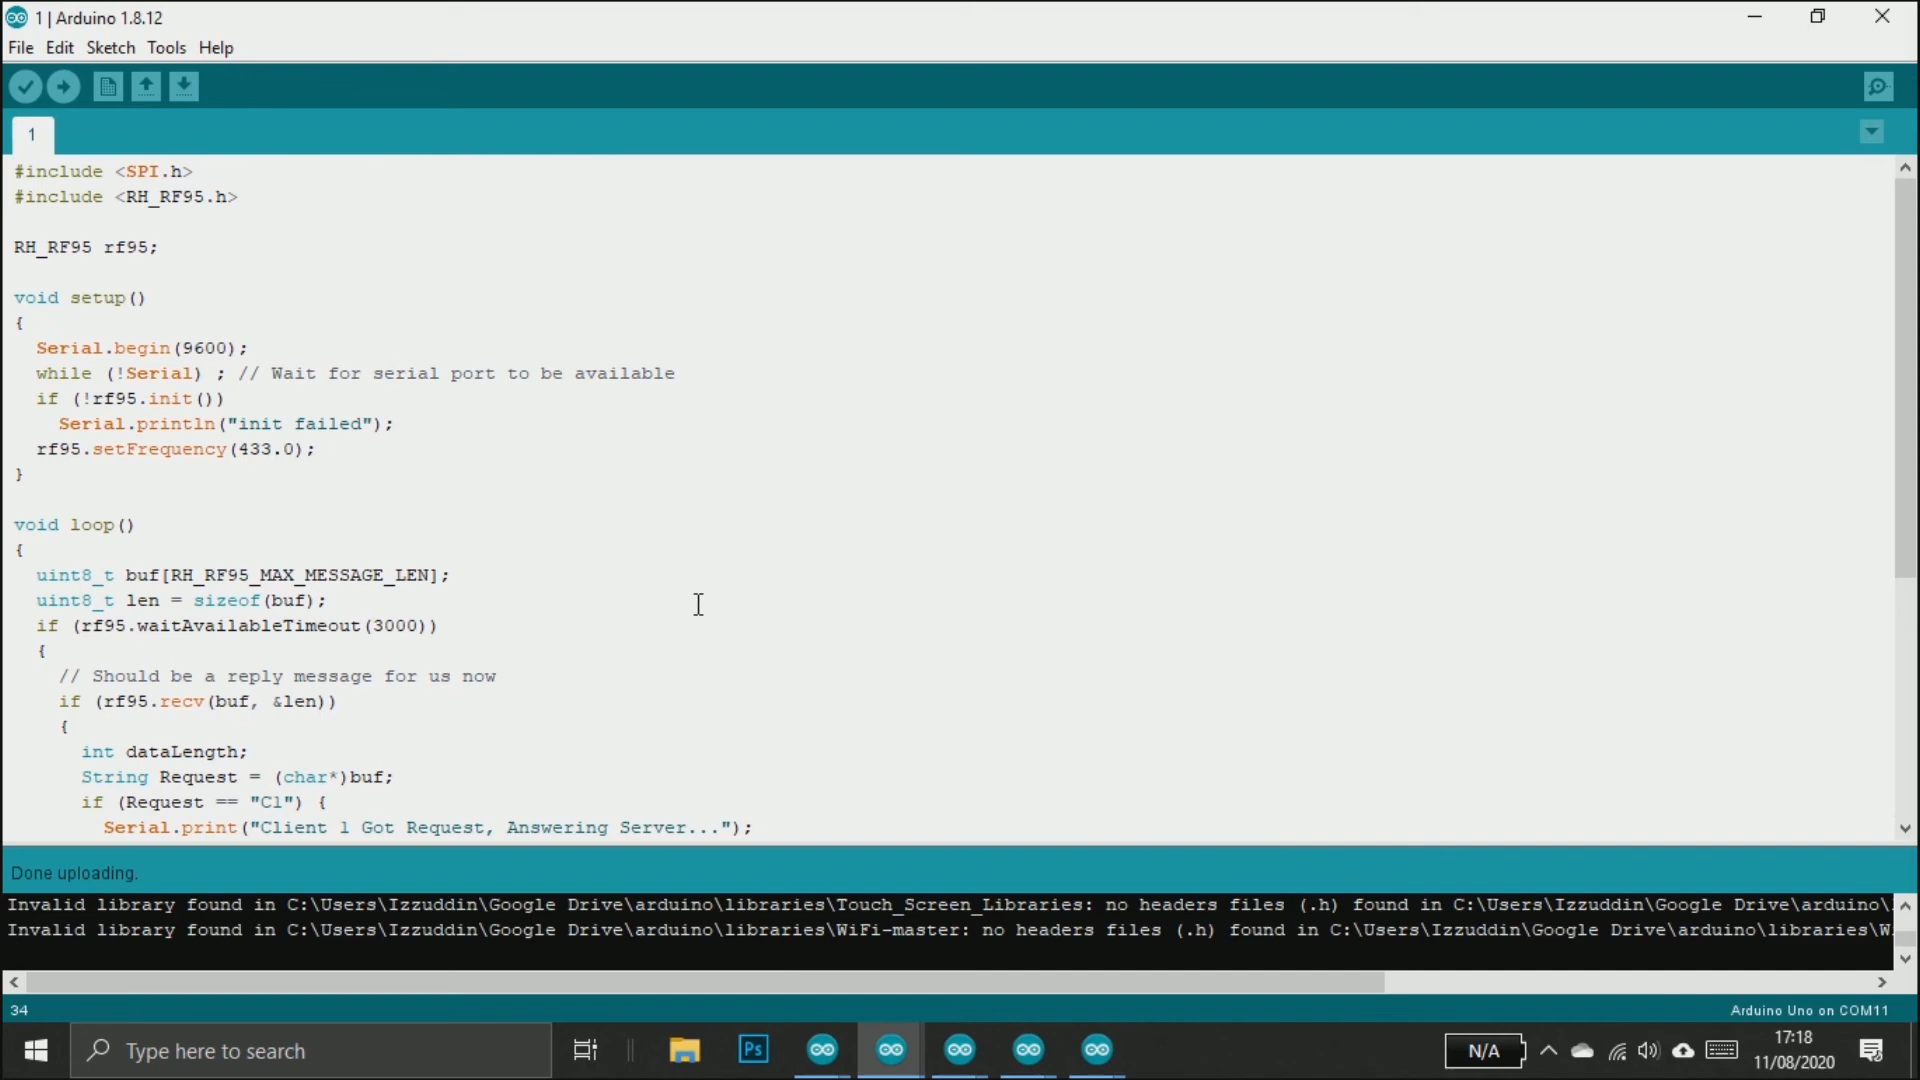 1 | Arduino 1.8.12
File Edit Sketch Tools Help
1
#include <SPI.h>
#include <RH_RF95.h>
RH_RF95 rf95;
void setup()
{
Serial.begin(9600);
while (!Serial) ; // Wait for serial port to be available
if (!rf95.init())
Serial.println("init failed");
rf95.setFrequency(433.0);
}
void loop()
{
uint8_t buf[RH_RF95_MAX_MESSAGE_LEN];
uint8_t len = sizeof(buf);
if (rf95.waitAvailableTimeout(3000))
{
// Should be a reply message for us now
if (rf95.recv(buf, &len))
{
int dataLength;
String Request = (char*)buf;
if (Request == "C1") {
Serial.print("Client 1 Got Request, Answering Server...");
Done uploading.
Invalid library found in C:\Users\Izzuddin\Google Drive\arduino\libraries\Touch_Screen_Libraries: no headers files (.h) found in C:\Users\Izzuddin\Google Drive\arduino\
Invalid library found in C:\Users\Izzuddin\Google Drive\arduino\libraries\WiFi-master: no headers files (.h) found in C:\Users\Izzuddin\Google Drive\arduino\libraries\W
34
Arduino Uno on COM11
Type here to search
Ps
N/A
17:18
11/08/2020